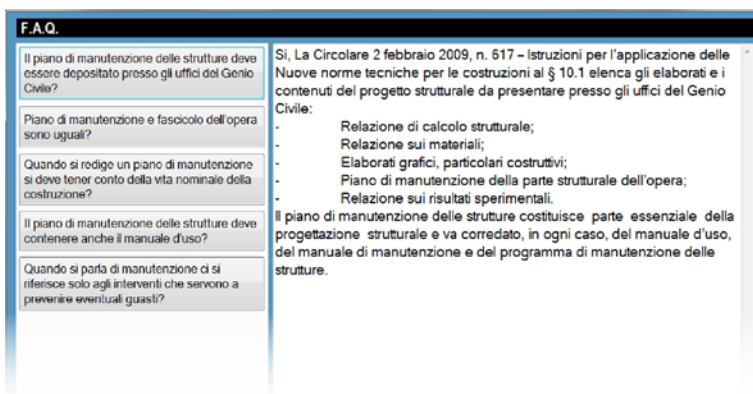 F.A.Q.
Il piano di manutenzione delle strutture deve
essere depositato presso gli uffici del Genio
Civile?
Piano di manutenzione e fascicolo dell'opera
sono uguali?
Quando si redige un piano di manutenzione
si deve tener conto della vita nominale della
costruzione?
Il piano di manutenzione delle strutture deve
contenere anche il manuale d'uso?
Quando si parla di manutenzione ci si
riferisce solo agli interventi che servono a
prevenire eventuali guasti?
Si, La Circolare 2 febbraio 2009, n. 617 – Istruzioni per l'applicazione delle
Nuove norme tecniche per le costruzioni al § 10.1 elenca gli elaborati e i
contenuti del progetto strutturale da presentare presso gli uffici del Genio
Civile:
- Relazione di calcolo strutturale;
- Relazione sui materiali;
- Elaborati grafici, particolari costruttivi;
- Piano di manutenzione della parte strutturale dell'opera;
- Relazione sui risultati sperimentali.
Il piano di manutenzione delle strutture costituisce parte essenziale della
progettazione strutturale e va corredato, in ogni caso, del manuale d'uso,
del manuale di manutenzione e del programma di manutenzione delle
strutture.